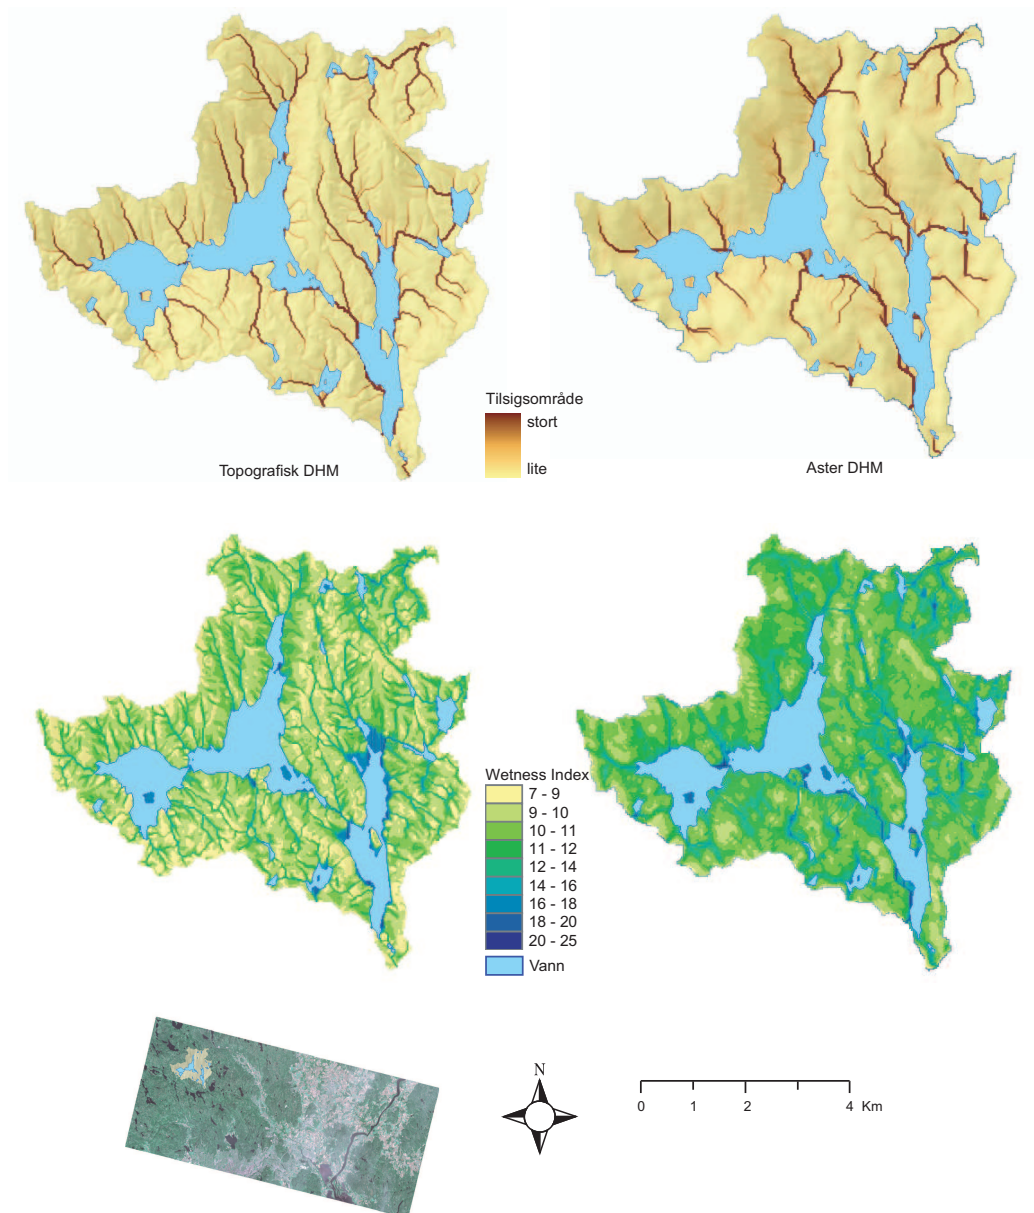 Tilsigsområde
stort
lite
Topografisk DHM
Aster DHM
Wetness Index
7 - 9
9 - 10
10 - 11
11 - 12
12 - 14
14 - 16
16 - 18
18 - 20
20 - 25
Vann
N
0 1 2 4 Km